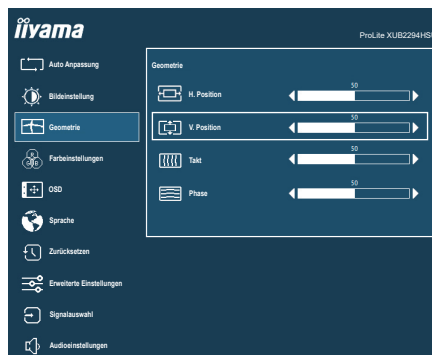 iiyama
ProLite XUB2294HSU
Auto Anpassung
Bildeinstellung
Geometrie
Farbeinstellungen
R
G B
OSD
Sprache
Zurücksetzen
Erweiterte Einstellungen
Signalauswahl
Audioeinstellungen
Geometrie
H. Position
50
V. Position
50
Takt
50
Phase
50